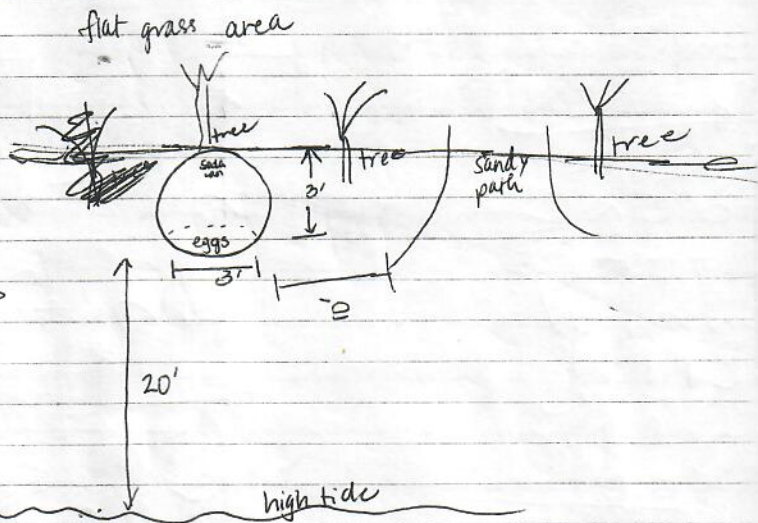 flat grass area
tree
tree
sandy
path
tree
3'
eggs
3'
20'
high tide